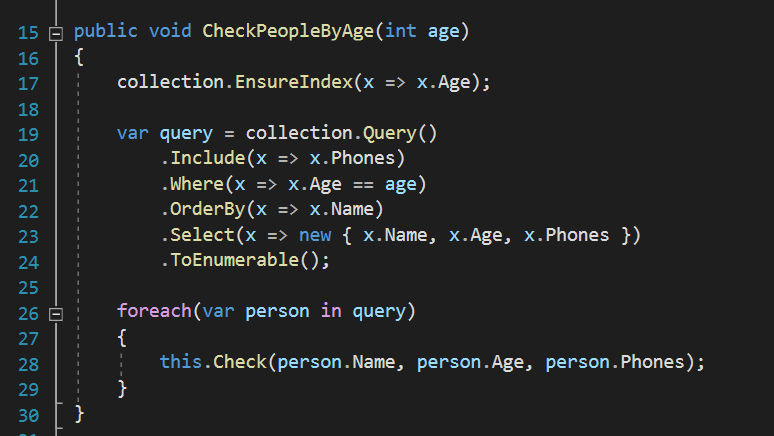 15 public void CheckPeopleByAge(int age)
16 {
17 collection.EnsureIndex(x => x.Age);
18
19 var query = collection.Query()
20 .Include(x => x.Phones)
21 .Where(x => x.Age == age)
22 .OrderBy(x => x.Name)
23 .Select(x => new { x.Name, x.Age, x.Phones })
24 .ToEnumerable();
25
26 foreach(var person in query)
27 {
28 this.Check(person.Name, person.Age, person.Phones);
29 }
30 }